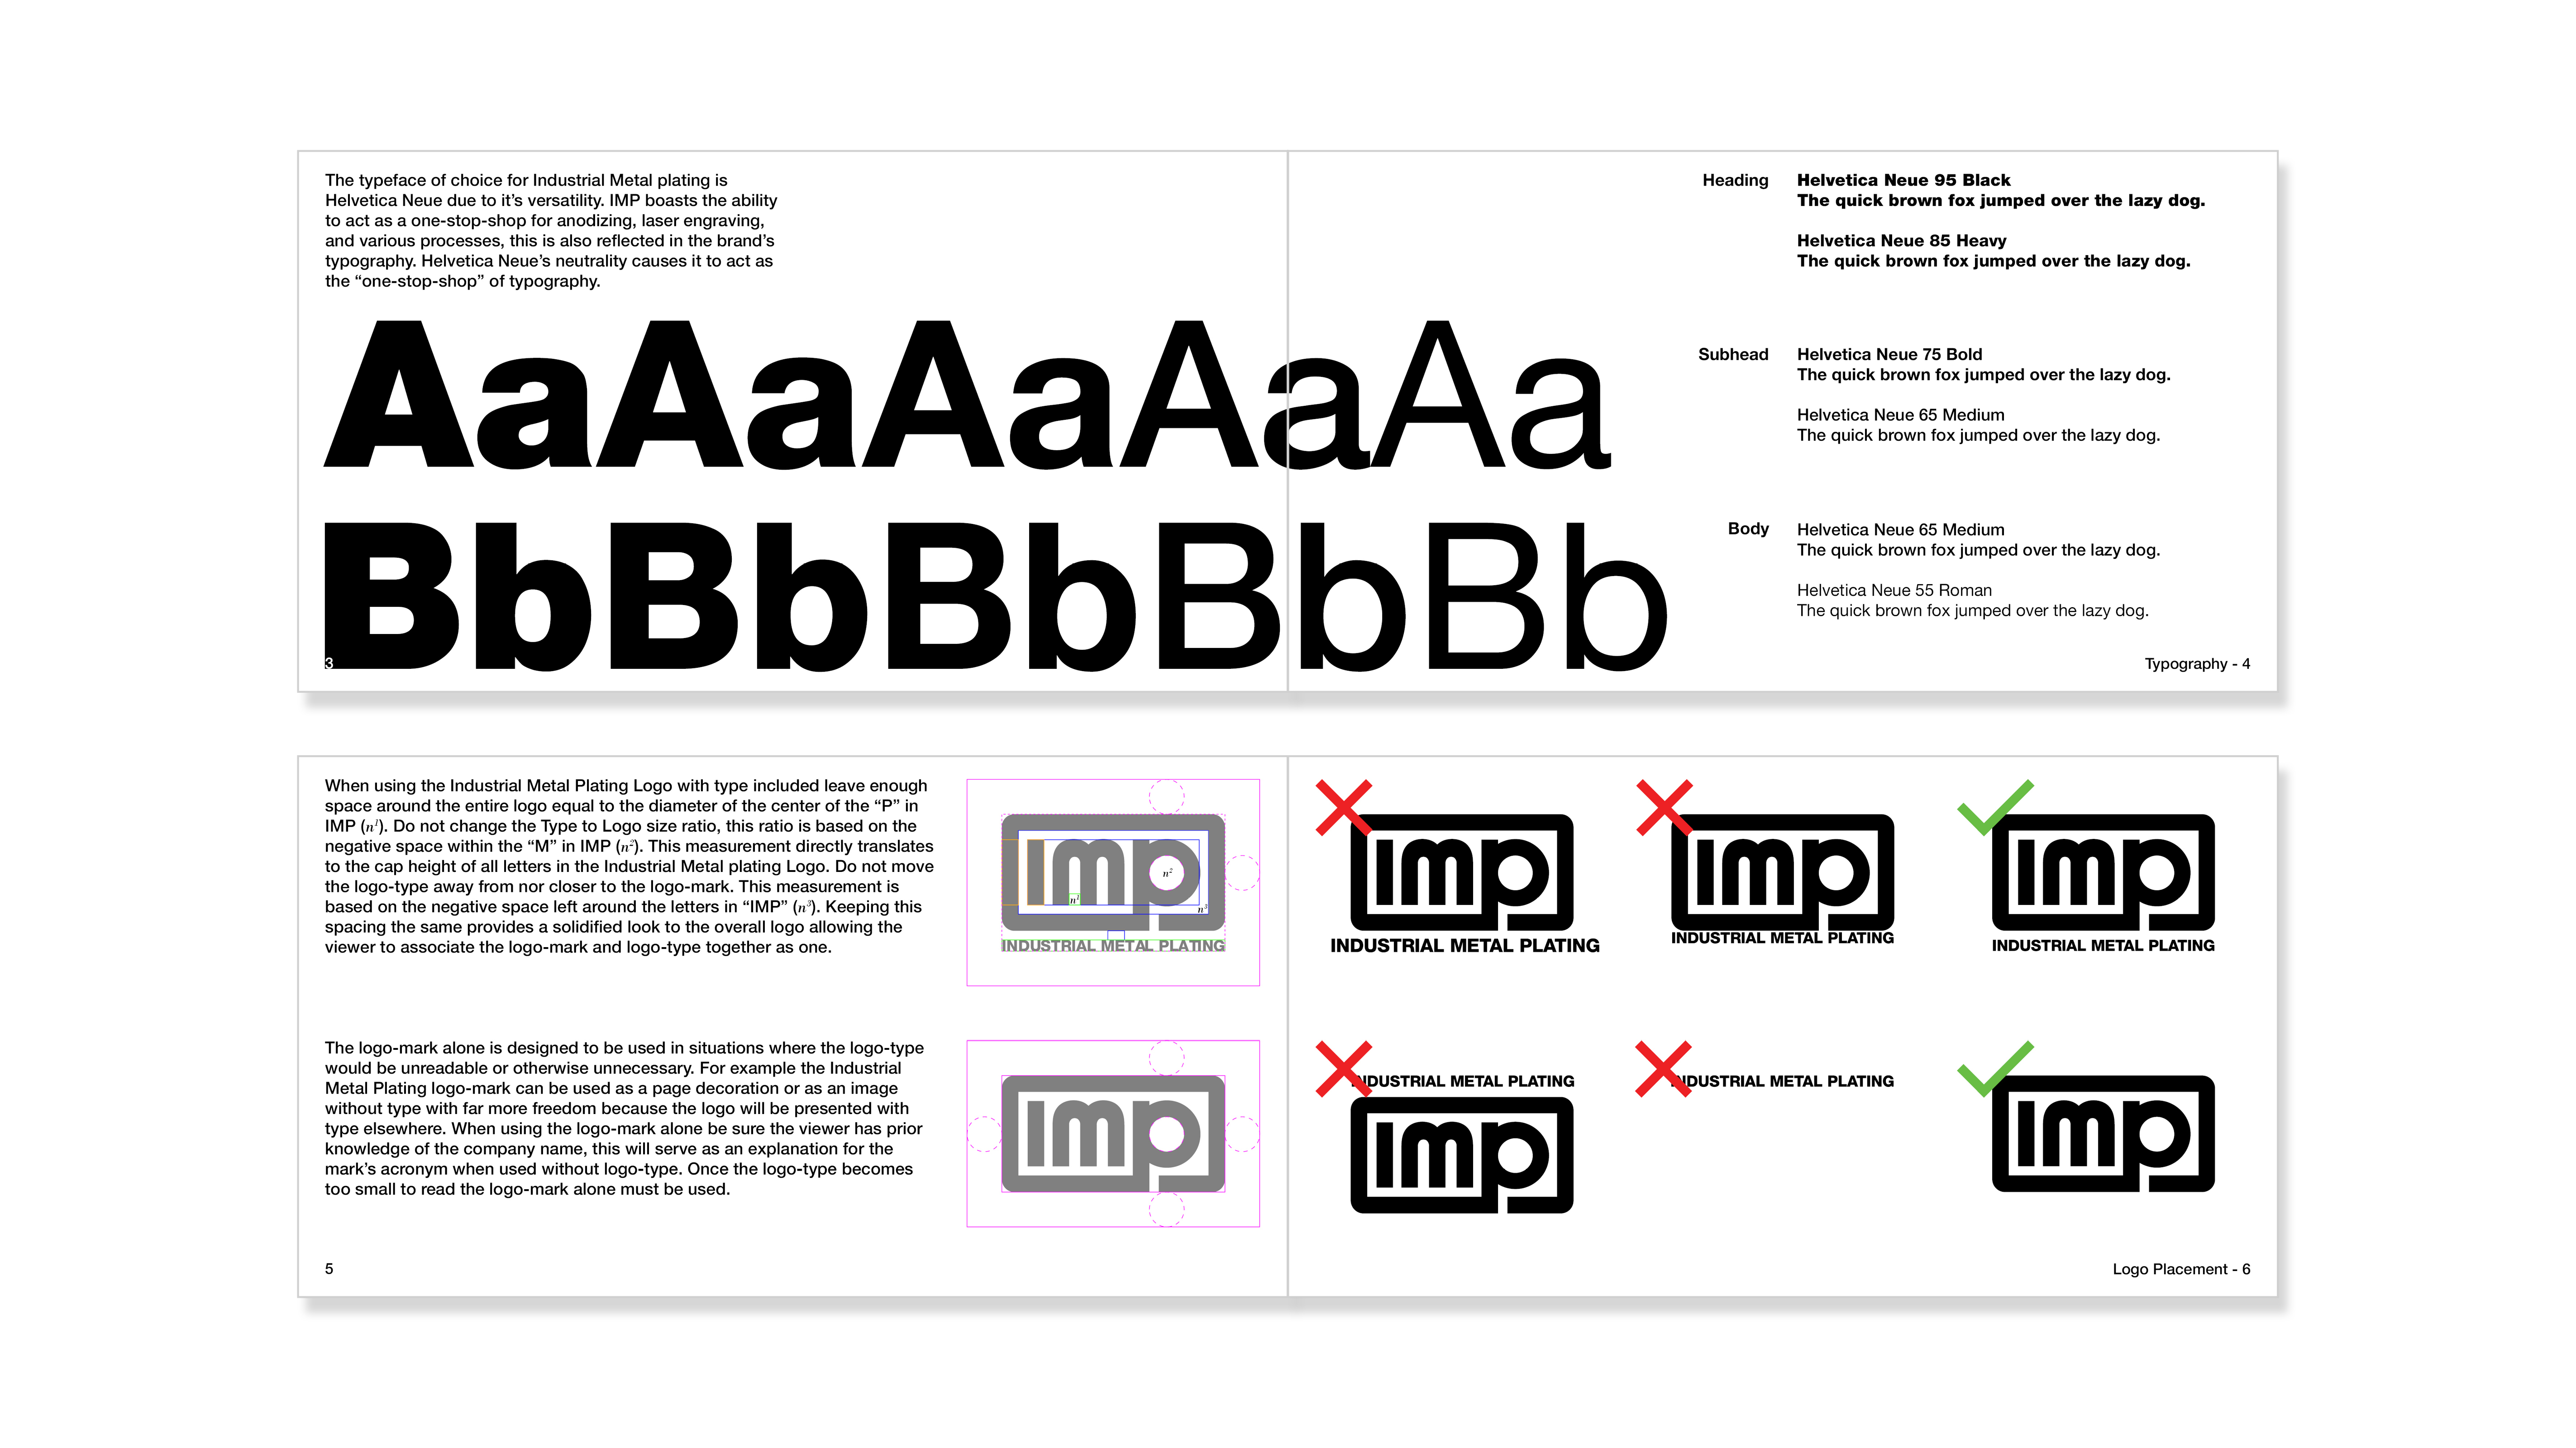 The typeface of choice for Industrial Metal plating is
Helvetica Neue due to it’s versatility. IMP boasts the ability
to act as a one-stop-shop for anodizing, laser engraving,
and various processes, this is also reflected in the brand’s
typography. Helvetica Neue’s neutrality causes it to act as
the “one-stop-shop” of typography.
AaAaAaAaAa
BbBbBbBbBb
3
Heading
Helvetica Neue 95 Black
The quick brown fox jumped over the lazy dog.
Helvetica Neue 85 Heavy
The quick brown fox jumped over the lazy dog.
Subhead
Helvetica Neue 75 Bold
The quick brown fox jumped over the lazy dog.
Helvetica Neue 65 Medium
The quick brown fox jumped over the lazy dog.
Body
Helvetica Neue 65 Medium
The quick brown fox jumped over the lazy dog.
Helvetica Neue 55 Roman
The quick brown fox jumped over the lazy dog.
Typography - 4
When using the Industrial Metal Plating Logo with type included leave enough
space around the entire logo equal to the diameter of the center of the “P” in
IMP (n¹). Do not change the Type to Logo size ratio, this ratio is based on the
negative space within the “M” in IMP (n²). This measurement directly translates
to the cap height of all letters in the Industrial Metal plating Logo. Do not move
the logo-type away from nor closer to the logo-mark. This measurement is
based on the negative space left around the letters in “IMP” (n³). Keeping this
spacing the same provides a solidified look to the overall logo allowing the
viewer to associate the logo-mark and logo-type together as one.
imp
n²
n¹
n³
INDUSTRIAL METAL PLATING
The logo-mark alone is designed to be used in situations where the logo-type
would be unreadable or otherwise unnecessary. For example the Industrial
Metal Plating logo-mark can be used as a page decoration or as an image
without type with far more freedom because the logo will be presented with
type elsewhere. When using the logo-mark alone be sure the viewer has prior
knowledge of the company name, this will serve as an explanation for the
mark’s acronym when used without logo-type. Once the logo-type becomes
too small to read the logo-mark alone must be used.
imp
5
imp
INDUSTRIAL METAL PLATING
imp
INDUSTRIAL METAL PLATING
imp
INDUSTRIAL METAL PLATING
INDUSTRIAL METAL PLATING
imp
INDUSTRIAL METAL PLATING
imp
Logo Placement - 6